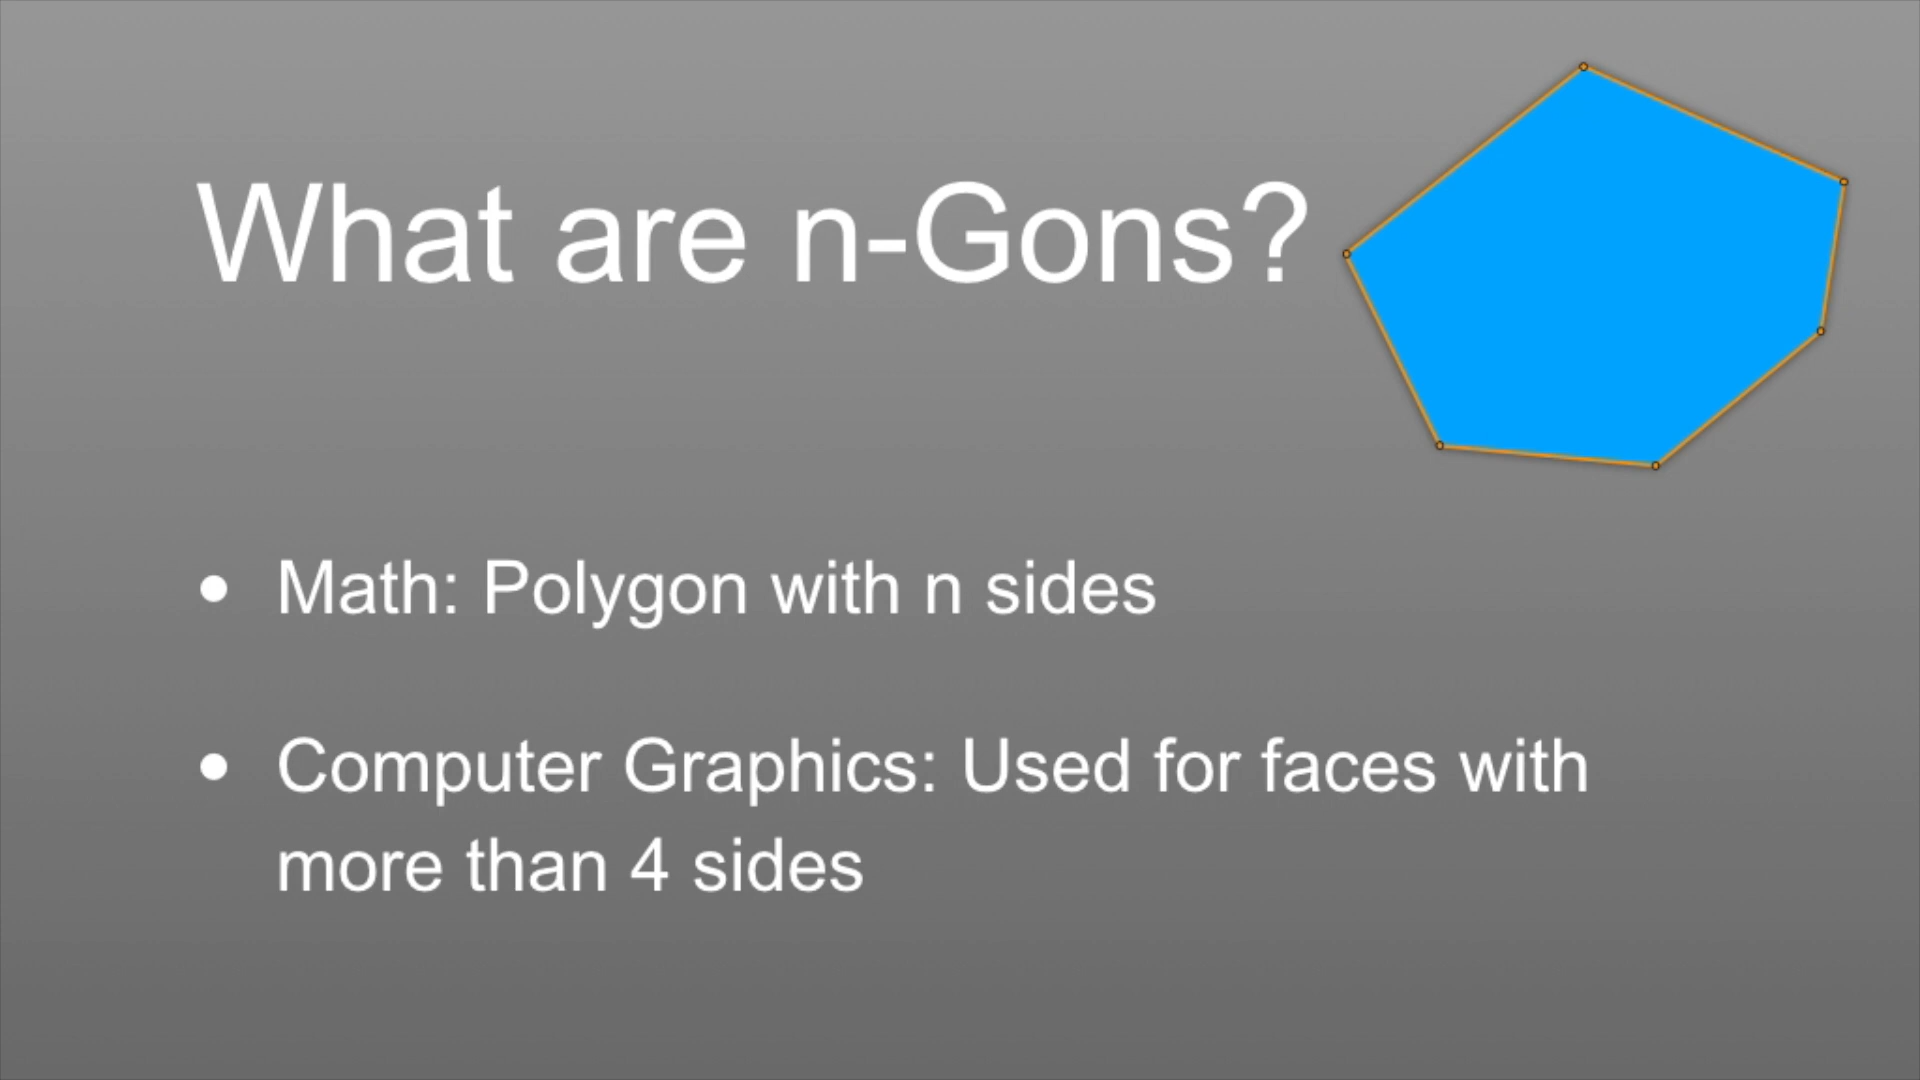 What are n-Gons?
• Math: Polygon with n sides
• Computer Graphics: Used for faces with
more than 4 sides